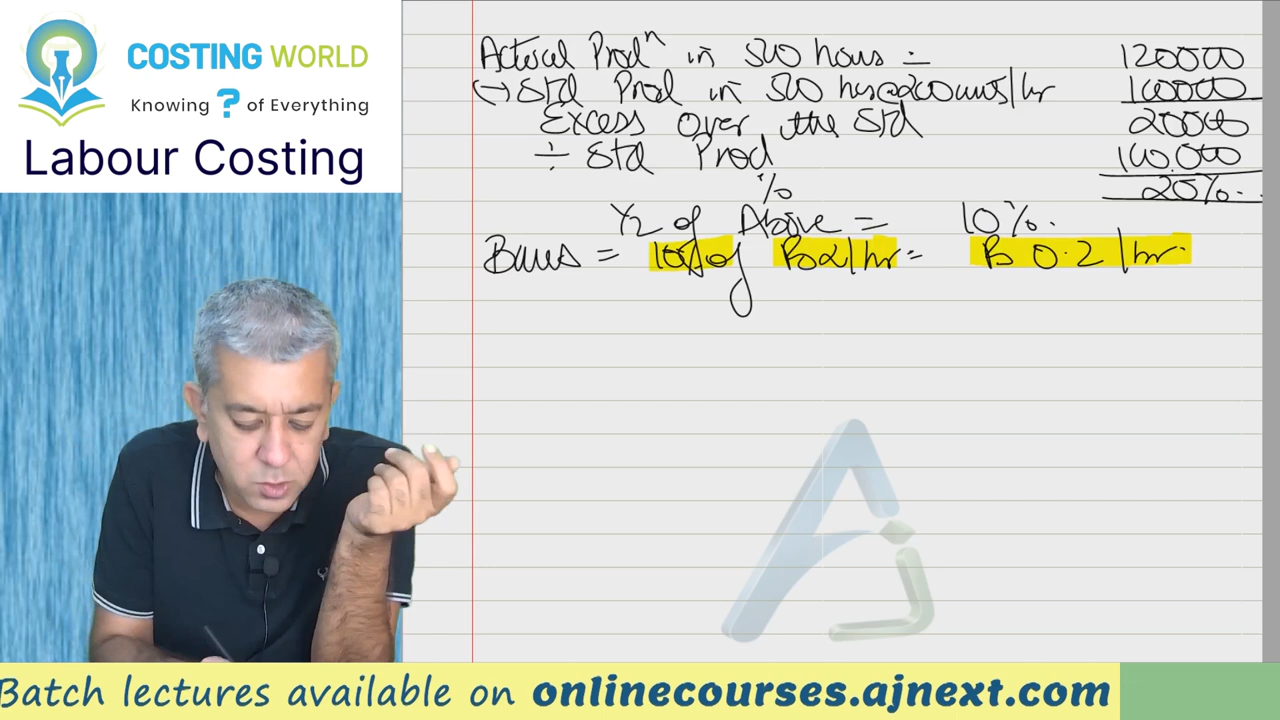 COSTING WORLD
Knowing ? of Everything
Labour Costing
Actual Prodⁿ in 500 hours = 120000
(-) Std Prod in 500 hrs@200units/hr 100000
Excess over the Std 20000
÷ Std Prod 100,000
% 20%.
1/2 of Above = 10%.
Bonus = 10% of Rs 2/hr = Rs 0.2/hr.
Batch lectures available on onlinecourses.ajnext.com